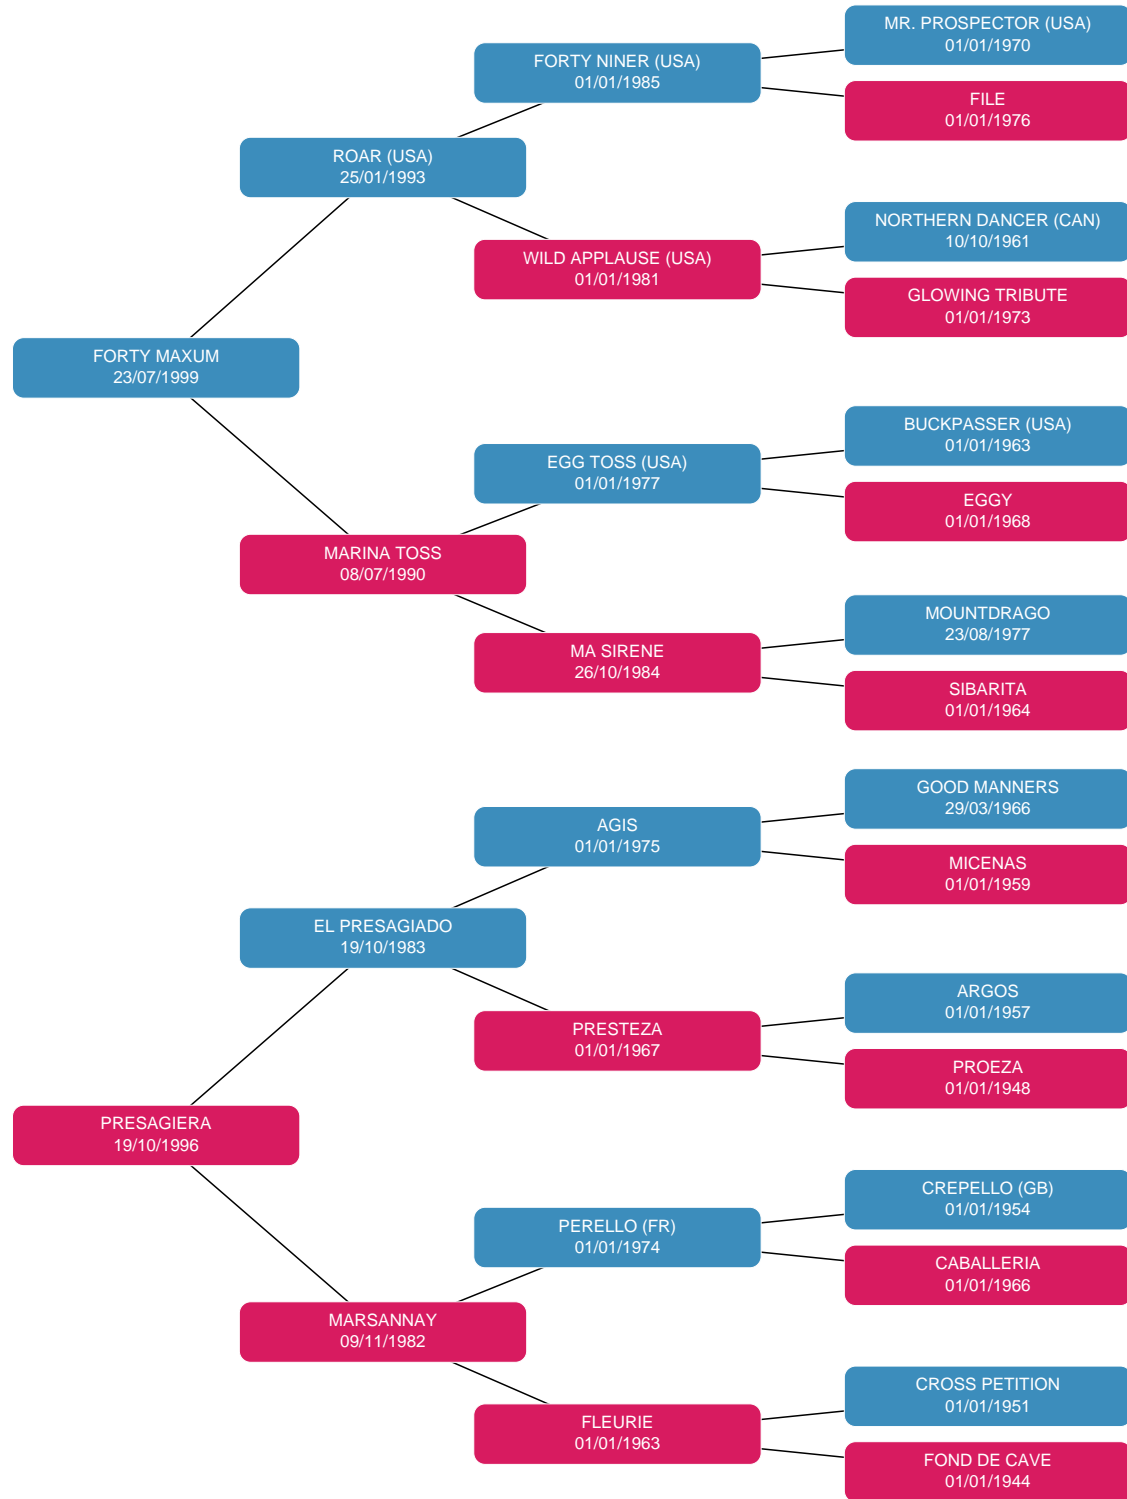 MR. PROSPECTOR (USA)
01/01/1970
FORTY NINER (USA)
01/01/1985
FILE
01/01/1976
ROAR (USA)
25/01/1993
NORTHERN DANCER (CAN)
10/10/1961
WILD APPLAUSE (USA)
01/01/1981
GLOWING TRIBUTE
01/01/1973
FORTY MAXUM
23/07/1999
BUCKPASSER (USA)
01/01/1963
EGG TOSS (USA)
01/01/1977
EGGY
01/01/1968
MARINA TOSS
08/07/1990
MOUNTDRAGO
23/08/1977
MA SIRENE
26/10/1984
SIBARITA
01/01/1964
GOOD MANNERS
29/03/1966
AGIS
01/01/1975
MICENAS
01/01/1959
EL PRESAGIADO
19/10/1983
ARGOS
01/01/1957
PRESTEZA
01/01/1967
PROEZA
01/01/1948
PRESAGIERA
19/10/1996
CREPELLO (GB)
01/01/1954
PERELLO (FR)
01/01/1974
CABALLERIA
01/01/1966
MARSANNAY
09/11/1982
CROSS PETITION
01/01/1951
FLEURIE
01/01/1963
FOND DE CAVE
01/01/1944